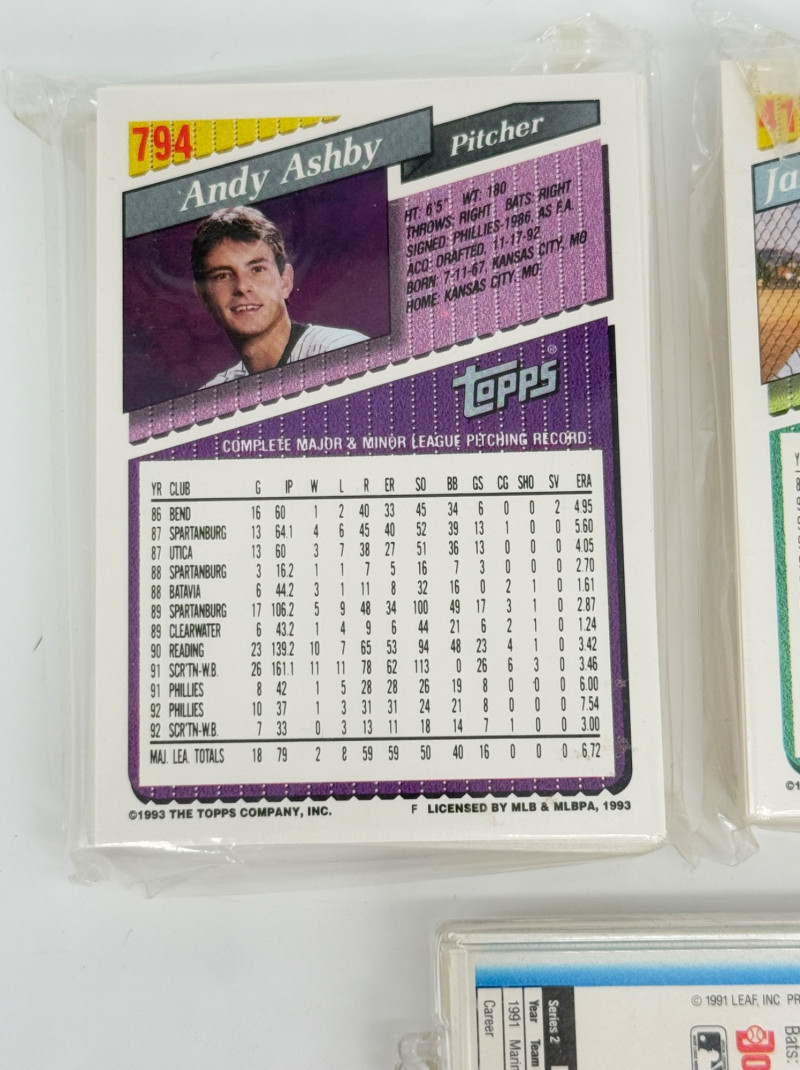 794
Andy Ashby
Pitcher
HT: 6'5" WT: 180
THROWS: RIGHT BATS: RIGHT
SIGNED: PHILLIES-1986, AS F.A.
ACQ: DRAFTED, 11-17-92
BORN: 7-11-67, KANSAS CITY, MO
HOME: KANSAS CITY, MO.
topps®
COMPLETE MAJOR & MINOR LEAGUE PITCHING RECORD
YR CLUB G IP W L R ER SO BB GS CG SHO SV ERA
86 BEND 16 60 1 2 40 33 45 34 6 0 0 2 4.95
87 SPARTANBURG 13 64.1 4 6 45 40 52 39 13 1 0 0 5.60
87 UTICA 13 60 3 7 38 27 51 36 13 0 0 0 4.05
88 SPARTANBURG 3 16.2 1 1 7 5 16 7 3 0 0 0 2.70
88 BATAVIA 6 44.2 3 1 11 8 32 16 0 2 1 0 1.61
89 SPARTANBURG 17 106.2 5 9 48 34 100 49 17 3 1 0 2.87
89 CLEARWATER 6 43.2 1 4 9 6 44 21 6 2 1 0 1.24
90 READING 23 139.2 10 7 65 53 94 48 23 4 1 0 3.42
91 SCR'TN-W.B. 26 161.1 11 11 78 62 113 0 26 6 3 0 3.46
91 PHILLIES 8 42 1 5 28 28 26 19 8 0 0 0 6.00
92 PHILLIES 10 37 1 3 31 31 24 21 8 0 0 0 7.54
92 SCR'TN-W.B. 7 33 0 3 13 11 18 14 7 1 0 0 3.00
MAJ. LEA. TOTALS 18 79 2 8 59 59 50 40 16 0 0 0 6.72
©1993 THE TOPPS COMPANY, INC. F LICENSED BY MLB & MLBPA, 1993
41
Ja
Y
©1
© 1991 LEAF, INC PR
Series 2
Year Team
1991 Marin
Career
Bats: